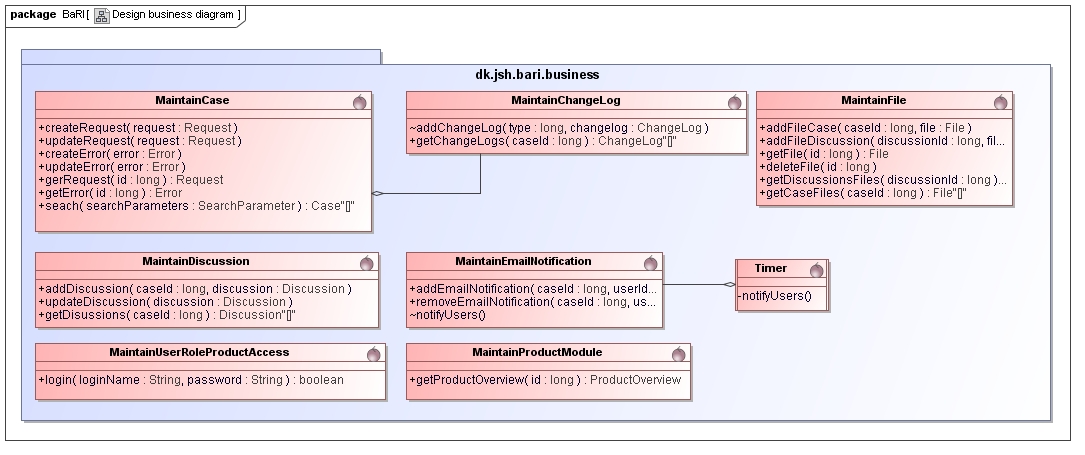 package BaRI [ Design business diagram ]
dk.jsh.bari.business
MaintainCase
+createRequest( request : Request )
+updateRequest( request : Request )
+createError( error : Error )
+updateError( error : Error )
+gerRequest( id : long ) : Request
+getError( id : long ) : Error
+seach( searchParameters : SearchParameter ) : Case"[]"
MaintainChangeLog
~addChangeLog( type : long, changelog : ChangeLog )
+getChangeLogs( caseId : long ) : ChangeLog"[]"
MaintainFile
+addFileCase( caseId : long, file : File )
+addFileDiscussion( discussionId : long, fil...
+getFile( id : long ) : File
+deleteFile( id : long )
+getDiscussionsFiles( discussionId : long )...
+getCaseFiles( caseId : long ) : File"[]"
MaintainDiscussion
+addDiscussion( caseId : long, discussion : Discussion )
+updateDiscussion( discussion : Discussion )
+getDisussions( caseId : long ) : Discussion"[]"
MaintainEmailNotification
+addEmailNotification( caseId : long, userId...
+removeEmailNotification( caseId : long, us...
~notifyUsers()
Timer
-notifyUsers()
MaintainUserRoleProductAccess
+login( loginName : String, password : String ) : boolean
MaintainProductModule
+getProductOverview( id : long ) : ProductOverview